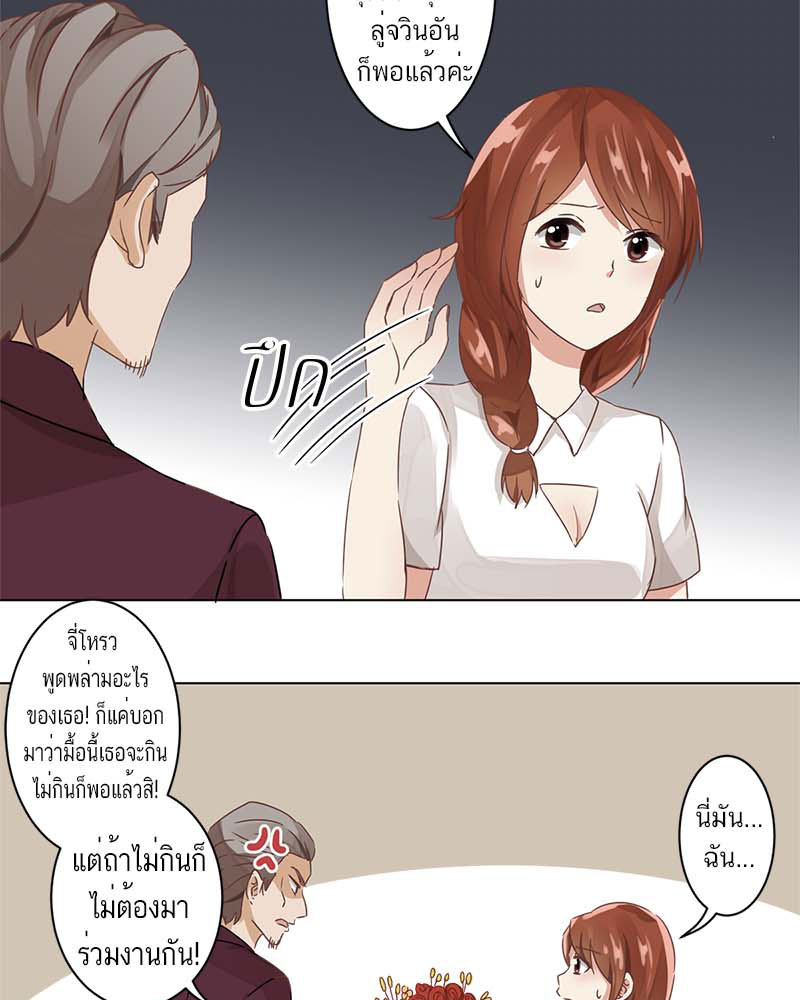 ลู่จวินอัน
ก็พอแล้วค่ะ
ปึด
จี่โหรว
พูดพล่ามอะไร
ของเธอ! ก็แค่บอก
มาว่ามื้อนี้เธอจะกิน
ไม่กินก็พอแล้วสิ!
แต่ถ้าไม่กินก็
ไม่ต้องมา
ร่วมงานกัน!
นี่มัน...
ฉัน...